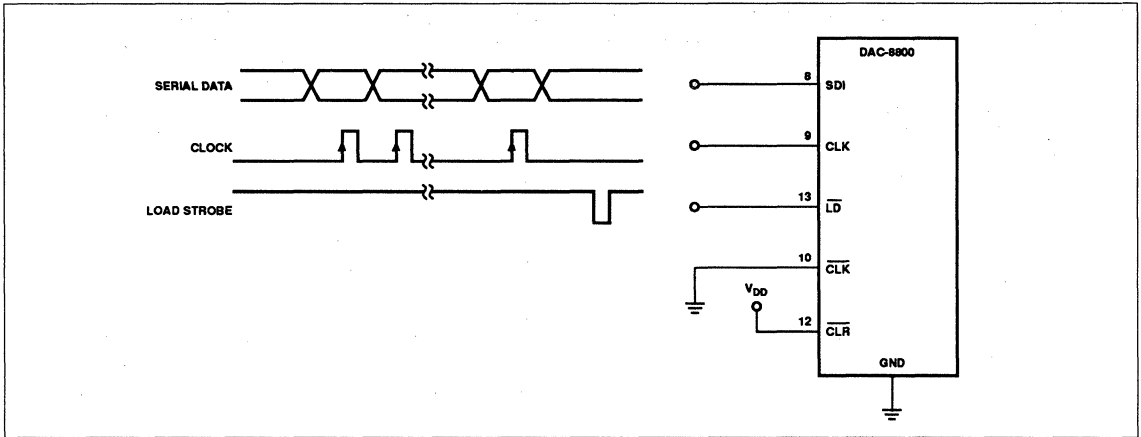 DAC-8800
SERIAL DATA
8 SDI
CLOCK
9 CLK
LOAD STROBE
13 LD
10 CLK
VDD
12 CLR
GND